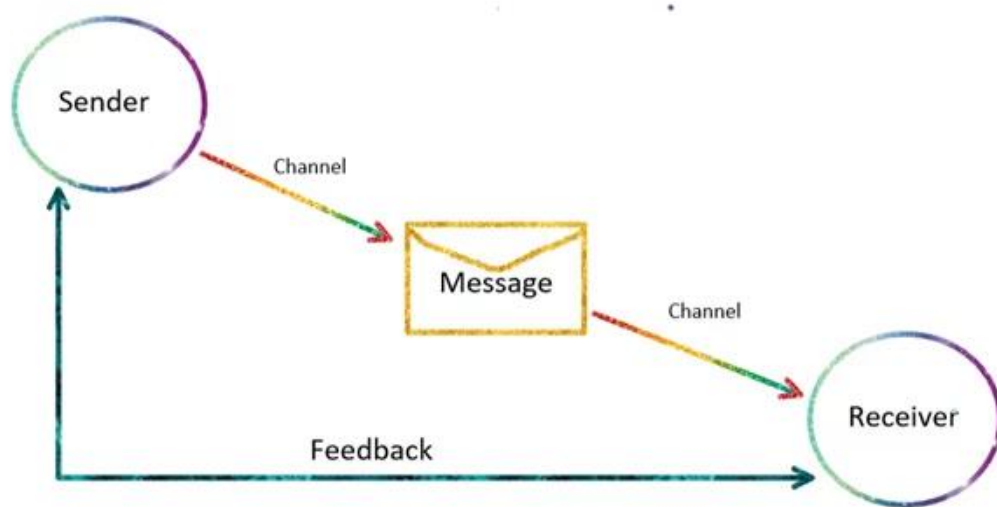 Sender
Channel
Message
Channel
Receiver
Feedback